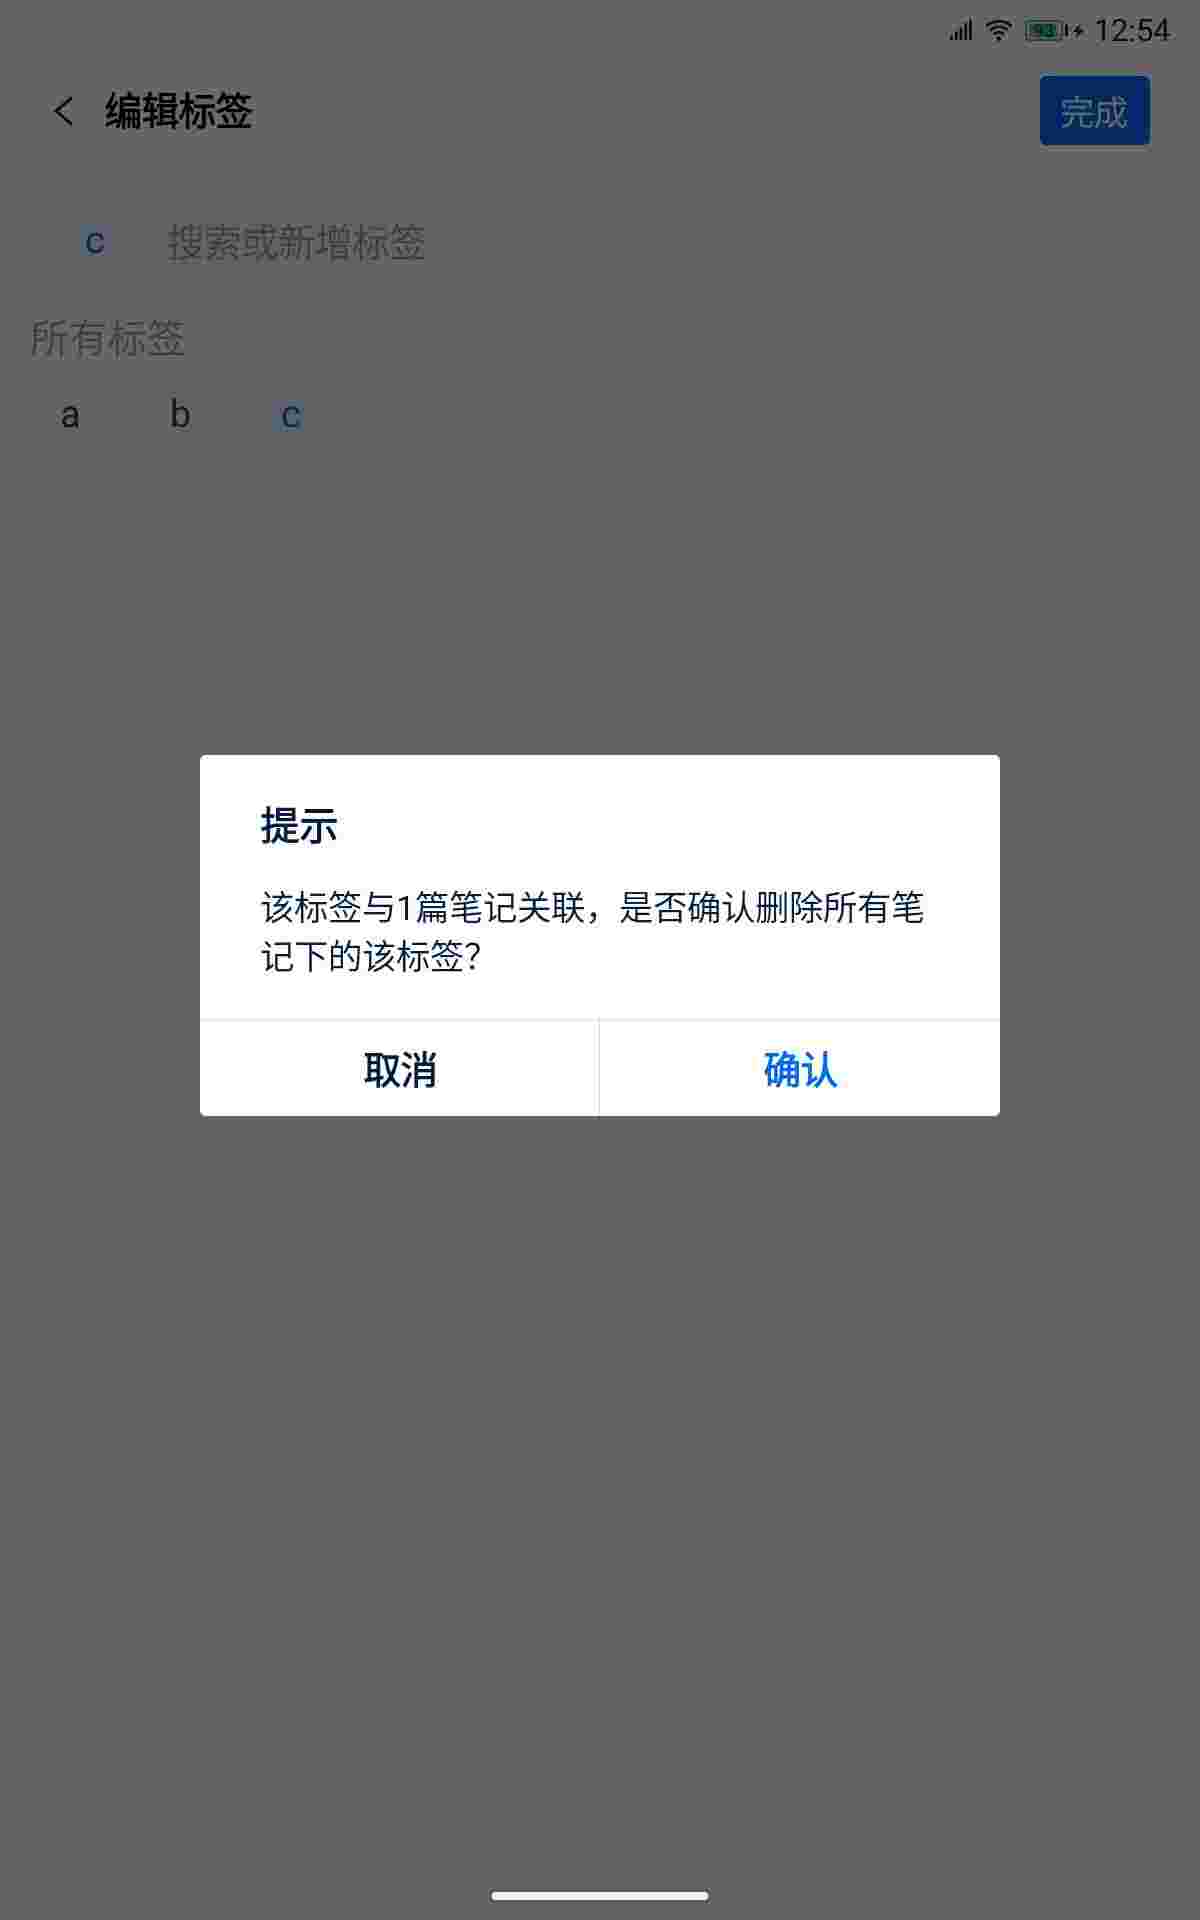 93 12:54
编辑标签
完成
c 搜索或新增标签
所有标签
a b c
提示
该标签与1篇笔记关联，是否确认删除所有笔
记下的该标签？
取消 确认